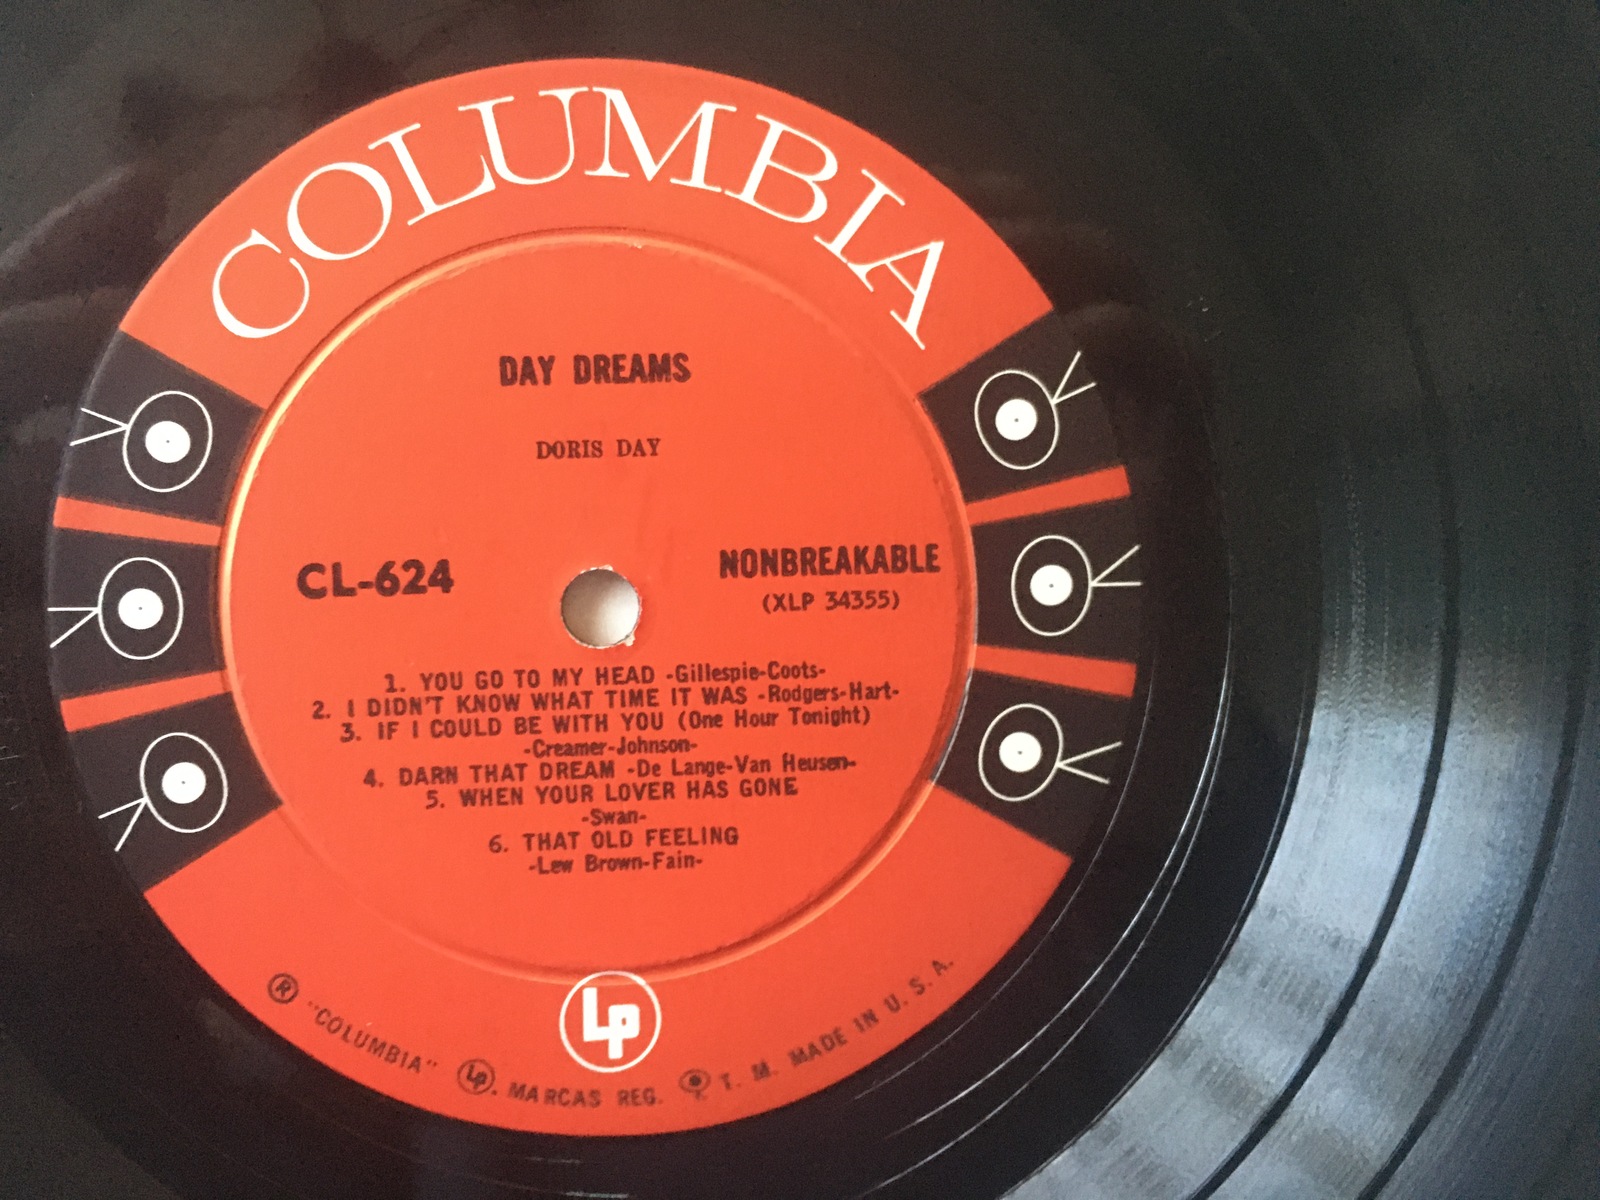 COLUMBIA
DAY DREAMS
DORIS DAY
CL-624
NONBREAKABLE
(XLP 34355)
1. YOU GO TO MY HEAD -Gillespie-Coots-
2. I DIDN'T KNOW WHAT TIME IT WAS -Rodgers-Hart-
3. IF I COULD BE WITH YOU (One Hour Tonight)
-Creamer-Johnson-
4. DARN THAT DREAM -De Lange-Van Heusen-
5. WHEN YOUR LOVER HAS GONE
-Swan-
6. THAT OLD FEELING
-Lew Brown-Fain-
Lp
® "COLUMBIA" Lp. MARCAS REG. T. M. MADE IN U. S. A.